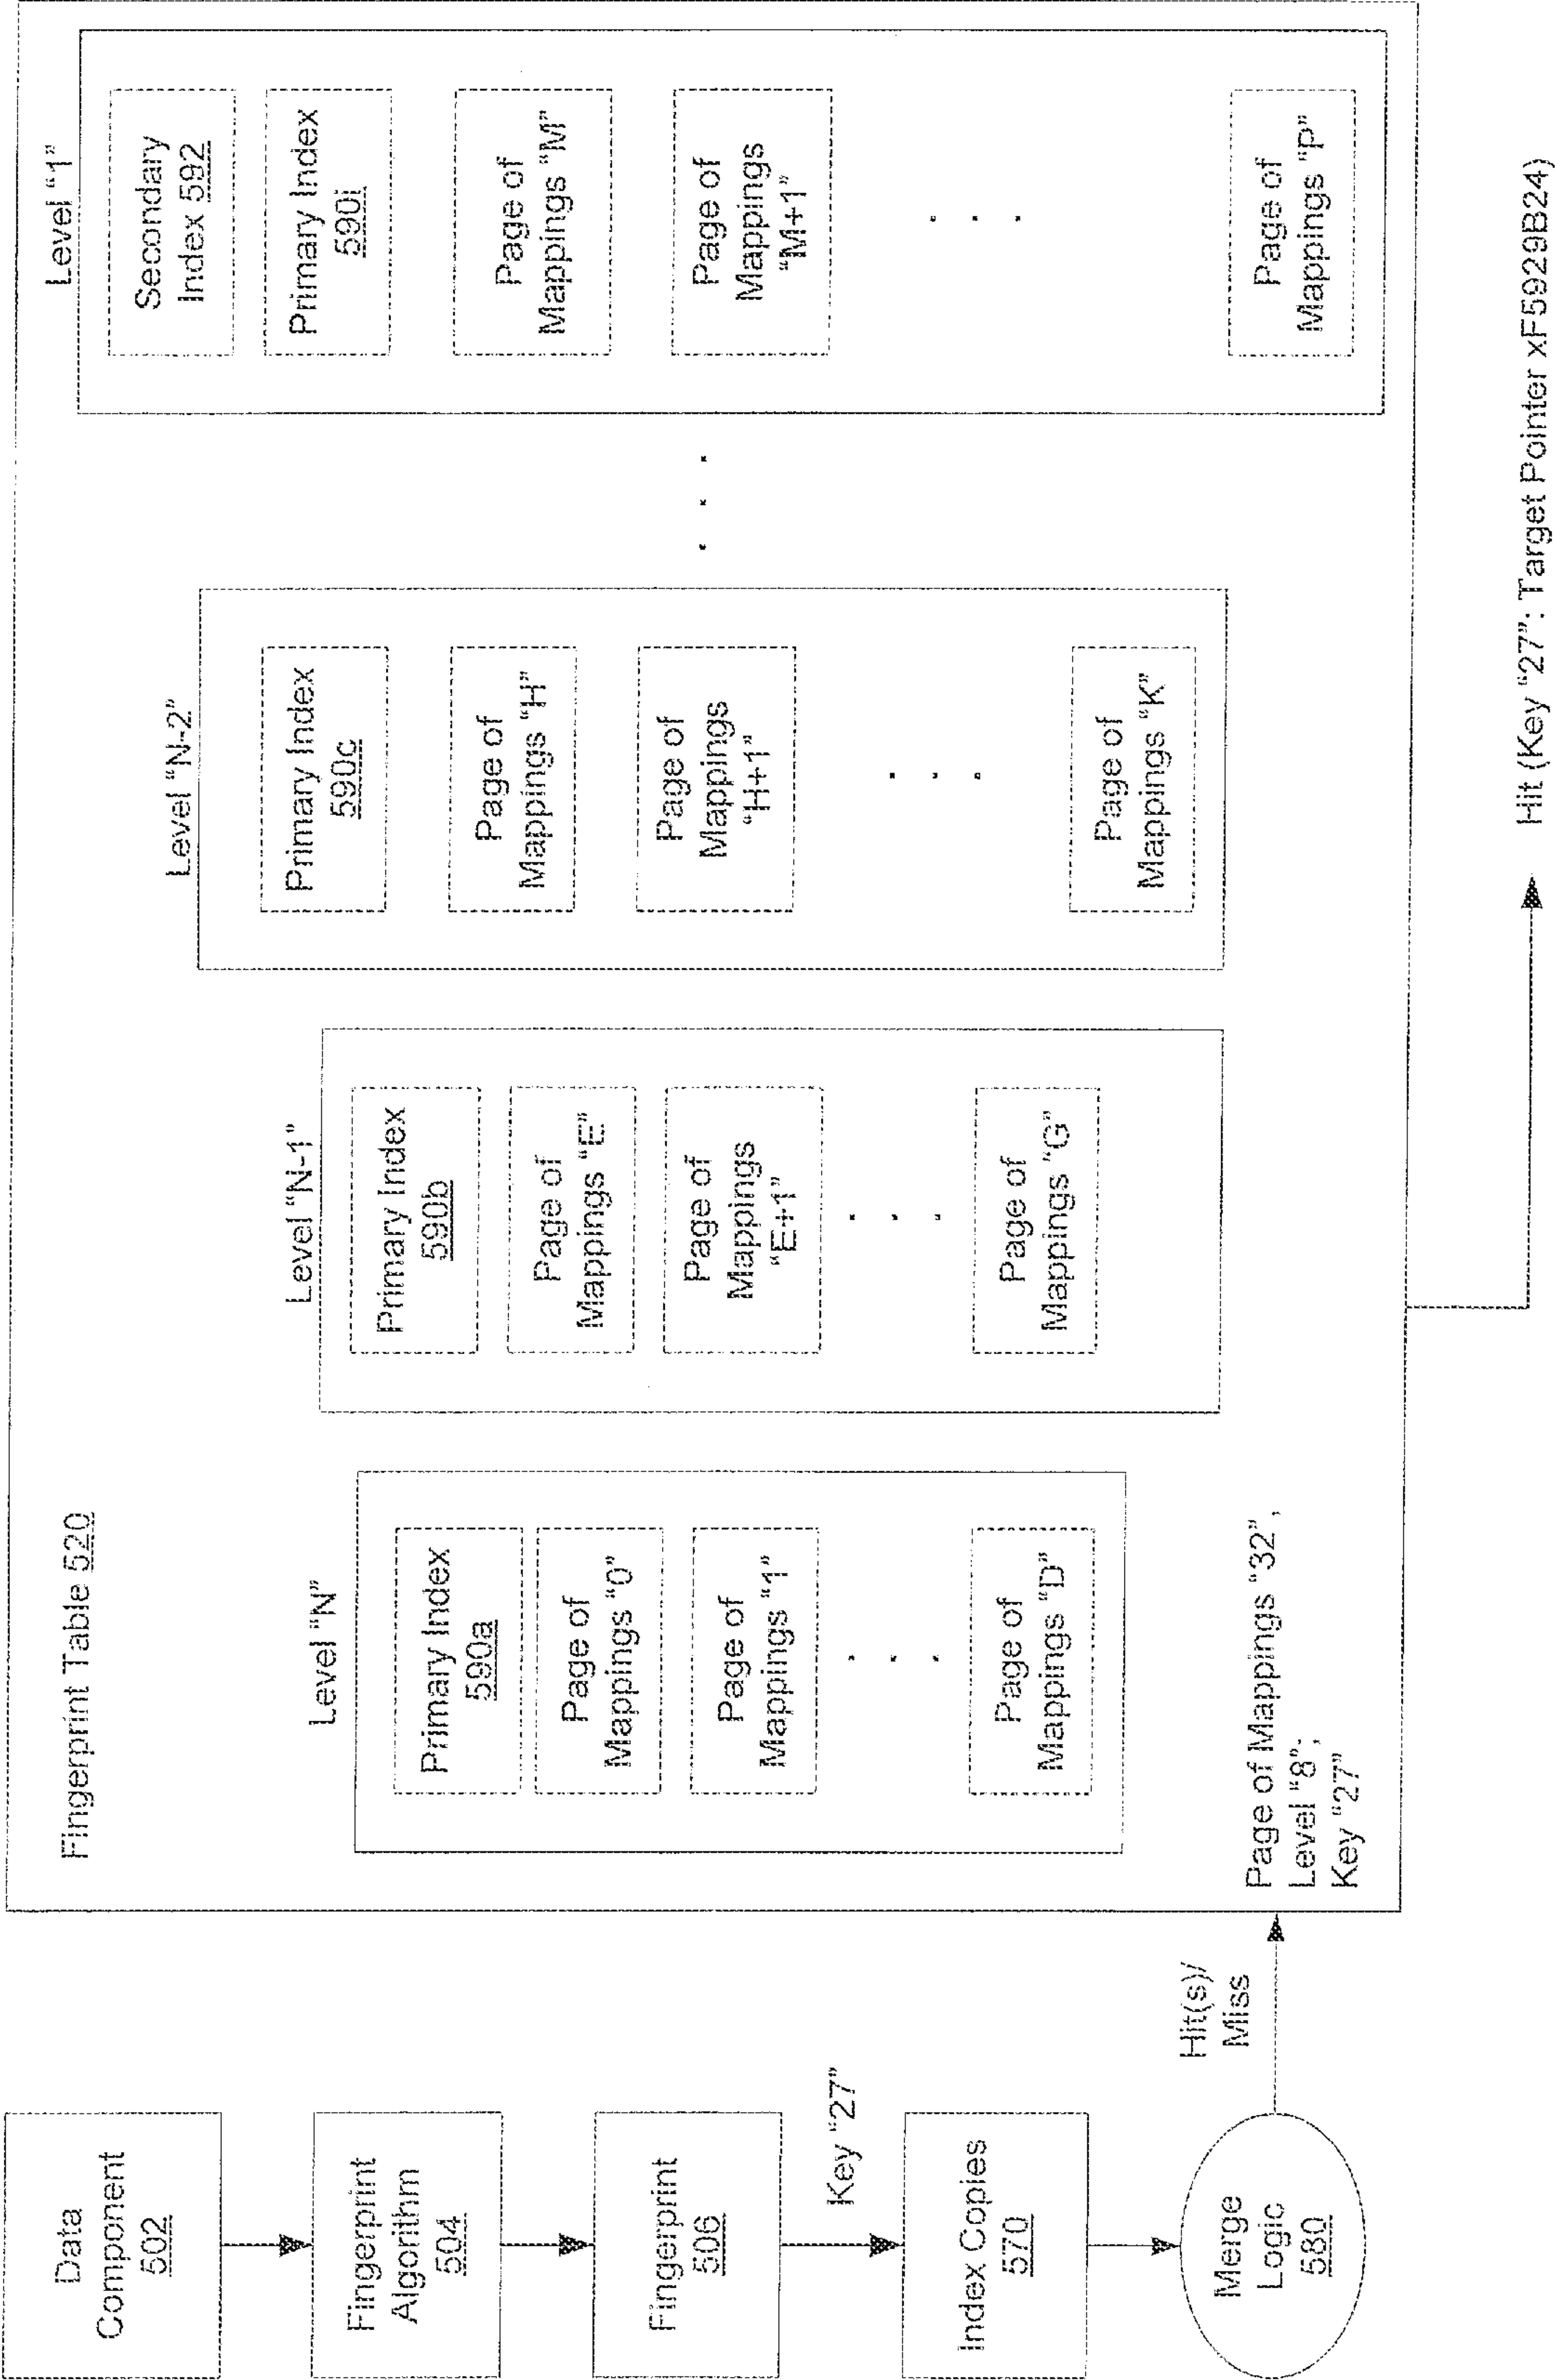 Data
Component
502
Fingerprint
Algorithm
504
Fingerprint
506
Key “27”
Index Copies
570
Merge
Logic
580
Hit(s)/
Miss
Fingerprint Table 520
Level “N”
Primary Index
590a
Page of
Mappings “0”
Page of
Mappings “1”
. . .
Page of
Mappings “D”
Page of Mappings “32”,
Level “8”;
Key “27”
Level “N-1”
Primary Index
590b
Page of
Mappings “E”
Page of
Mappings
“E+1”
. . .
Page of
Mappings “G”
Level “N-2”
Primary Index
590c
Page of
Mappings “H”
Page of
Mappings
“H+1”
. . .
Page of
Mappings “K”
. . .
Level “1”
Secondary
Index 592
Primary Index
590i
Page of
Mappings “M”
Page of
Mappings
“M+1”
. . .
Page of
Mappings “P”
Hit (Key “27”: Target Pointer xF5929B24)